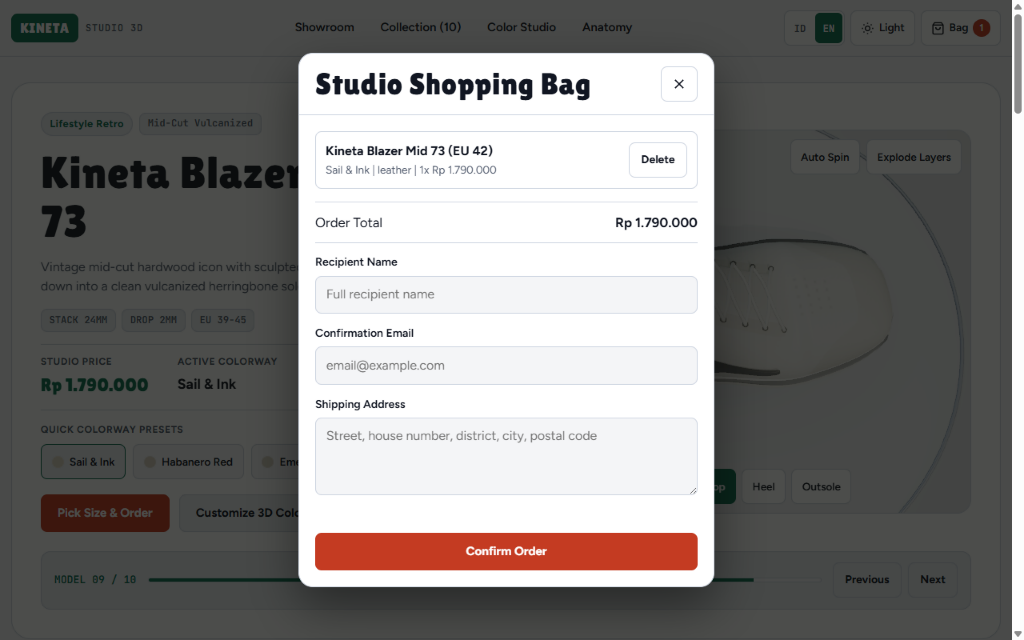 KINETA STUDIO 3D Showroom Collection (10) Color Studio Anatomy ID EN Light Bag 1
Studio Shopping Bag
Kineta Blazer Mid 73 (EU 42)
Sail & Ink | leather | 1x Rp 1.790.000
Delete
Order Total Rp 1.790.000
Recipient Name
Full recipient name
Confirmation Email
email@example.com
Shipping Address
Street, house number, district, city, postal code
Confirm Order
Lifestyle Retro Mid-Cut Vulcanized
Kineta Blazer
73
Vintage mid-cut hardwood icon with
down into a clean vulcanized herringbone
STACK 24MM DROP 2MM EU 39-45
STUDIO PRICE ACTIVE COLORWAY
Rp 1.790.000 Sail & Ink
QUICK COLORWAY PRESETS
Sail & Ink Habanero Red
Pick Size & Order Customize 3D
MODEL 09 / 10
Auto Spin Explode Layers
Heel Outsole
Previous Next